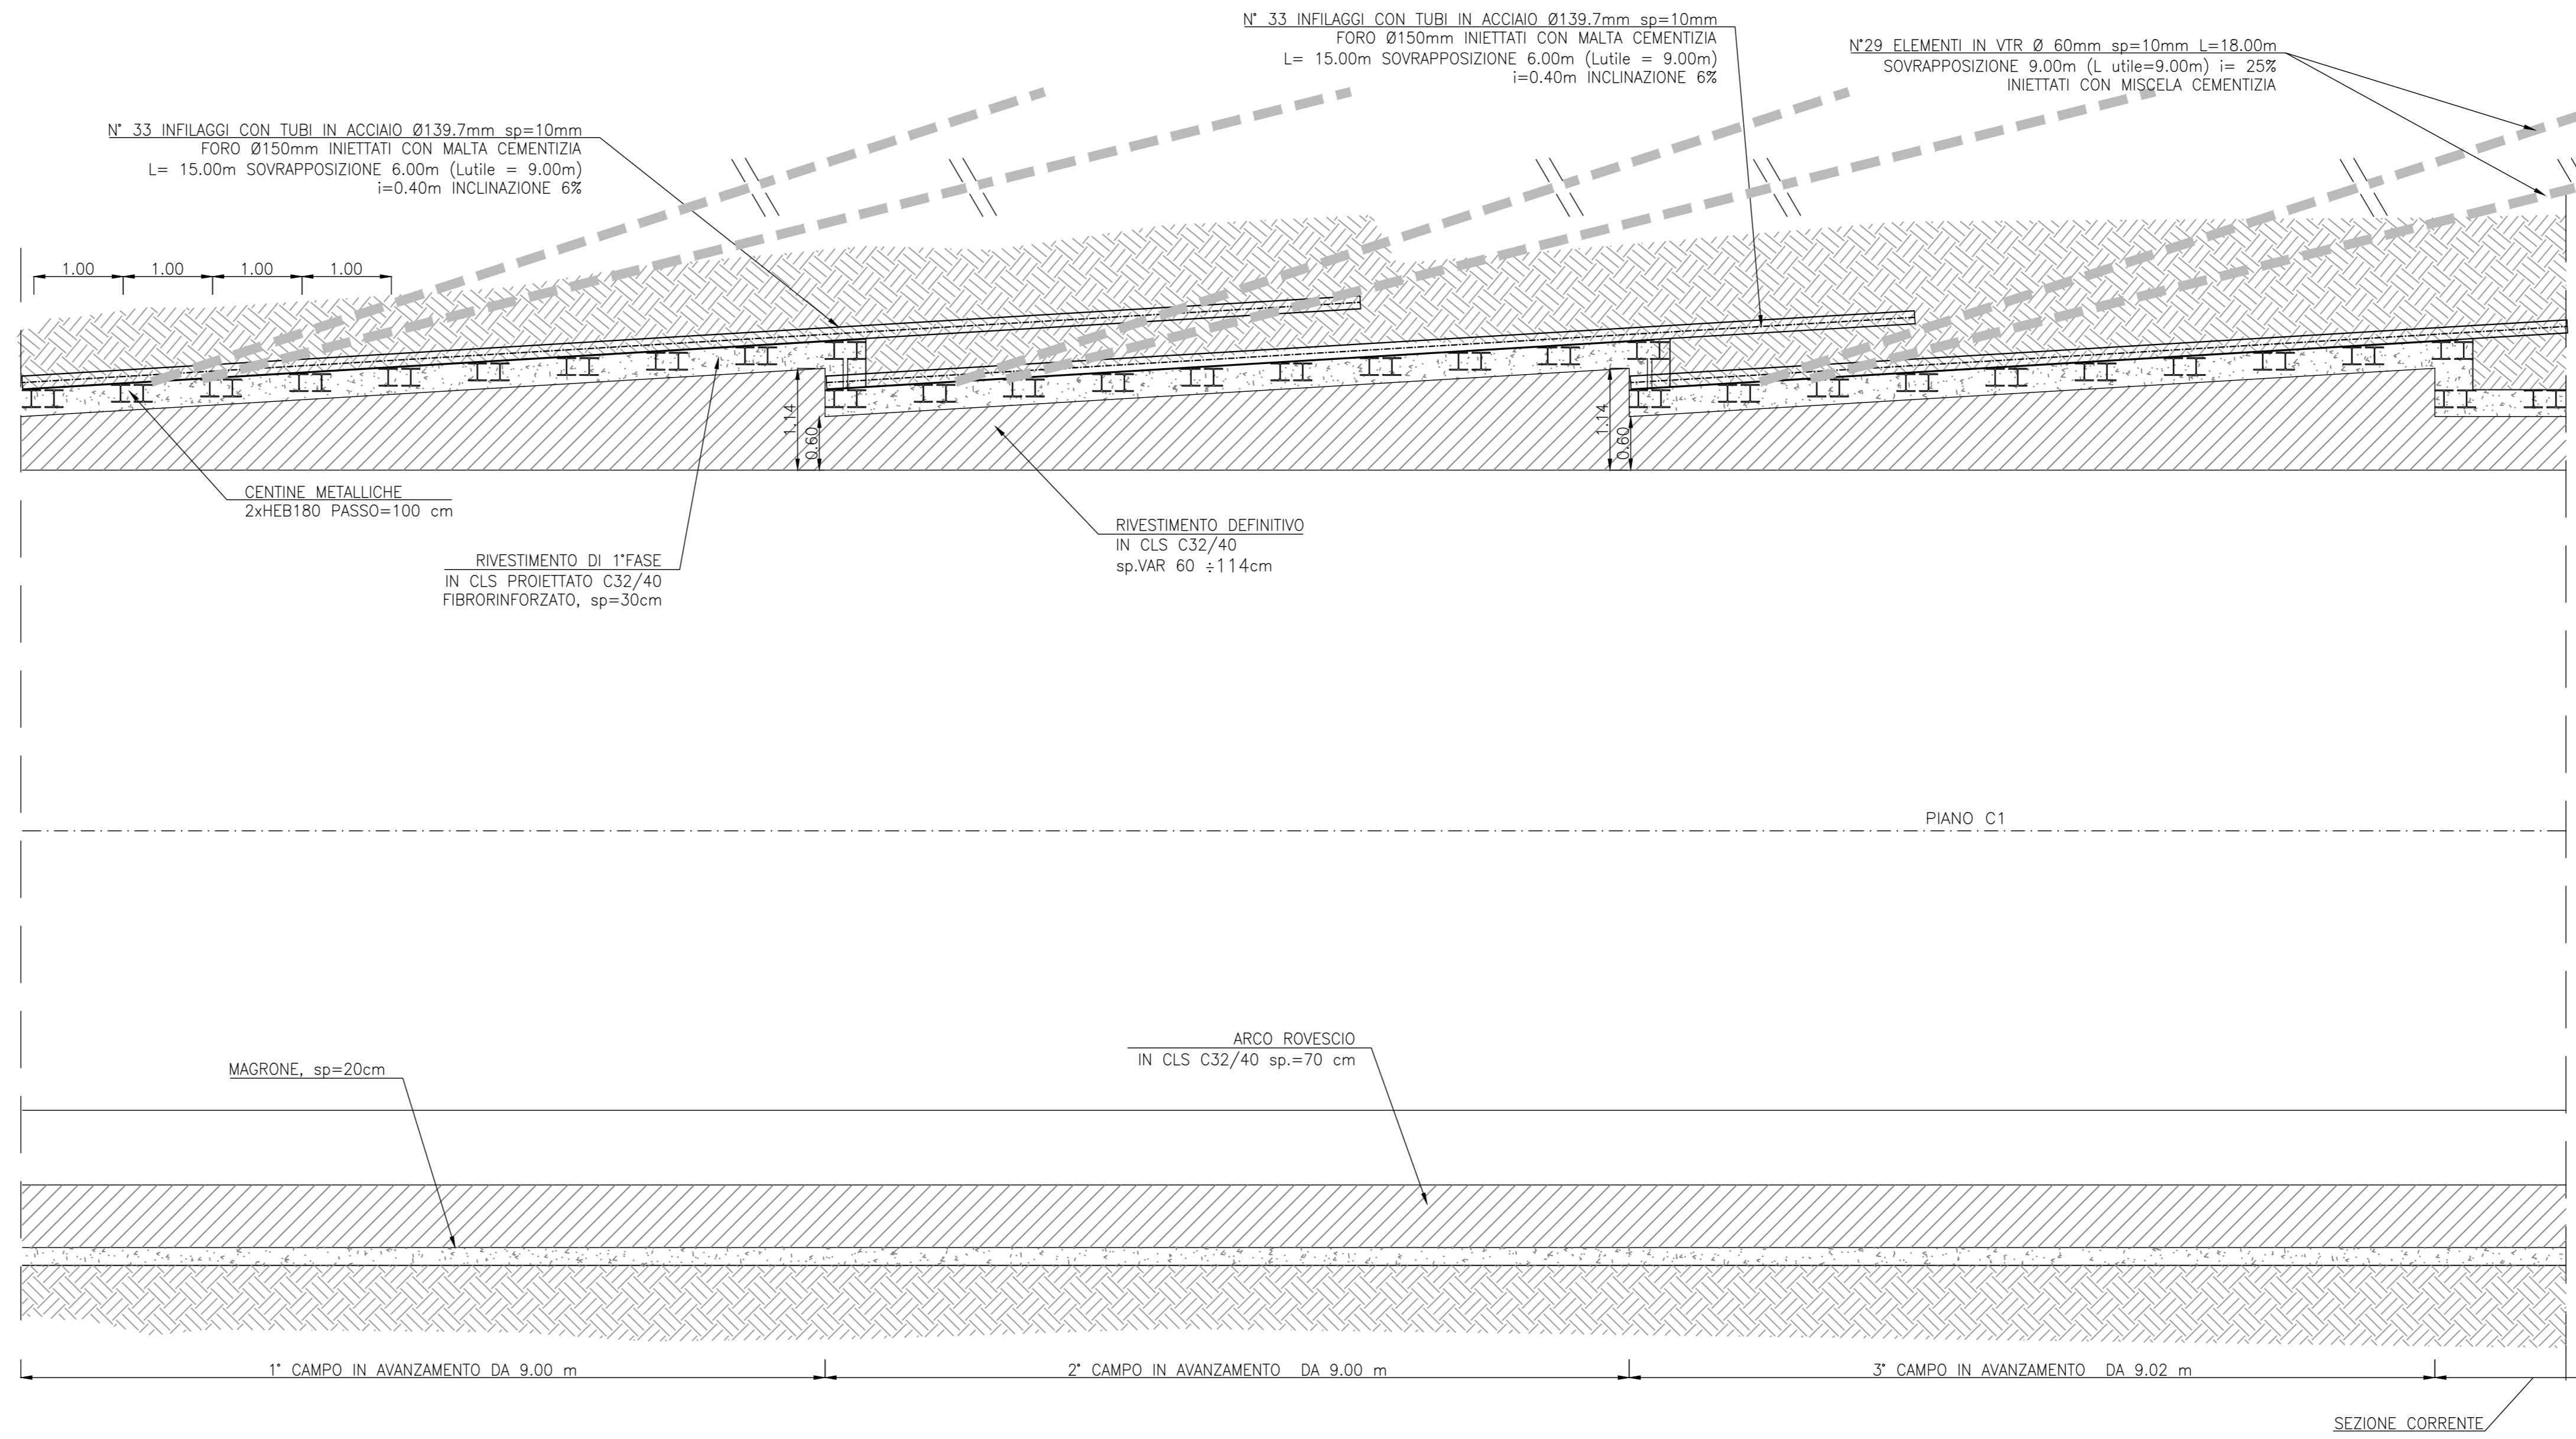 N° 33 INFILAGGI CON TUBI IN ACCIAIO Ø139.7mm sp=10mm
FORO Ø150mm INIETTATI CON MALTA CEMENTIZIA
L= 15.00m SOVRAPPOSIZIONE 6.00m (Lutile = 9.00m)
i=0.40m INCLINAZIONE 6%
N°29 ELEMENTI IN VTR Ø 60mm sp=10mm L=18.00m
SOVRAPPOSIZIONE 9.00m (L utile=9.00m) i= 25%
INIETTATI CON MISCELA CEMENTIZIA
N° 33 INFILAGGI CON TUBI IN ACCIAIO Ø139.7mm sp=10mm
FORO Ø150mm INIETTATI CON MALTA CEMENTIZIA
L= 15.00m SOVRAPPOSIZIONE 6.00m (Lutile = 9.00m)
i=0.40m INCLINAZIONE 6%
1.00 1.00 1.00 1.00
1.14
0.60
1.14
0.60
CENTINE METALLICHE
2xHEB180 PASSO=100 cm
RIVESTIMENTO DEFINITIVO
IN CLS C32/40
sp.VAR 60 ÷114cm
RIVESTIMENTO DI 1°FASE
IN CLS PROIETTATO C32/40
FIBRORINFORZATO, sp=30cm
PIANO C1
ARCO ROVESCIO
IN CLS C32/40 sp.=70 cm
MAGRONE, sp=20cm
1° CAMPO IN AVANZAMENTO DA 9.00 m
2° CAMPO IN AVANZAMENTO DA 9.00 m
3° CAMPO IN AVANZAMENTO DA 9.02 m
SEZIONE CORRENTE